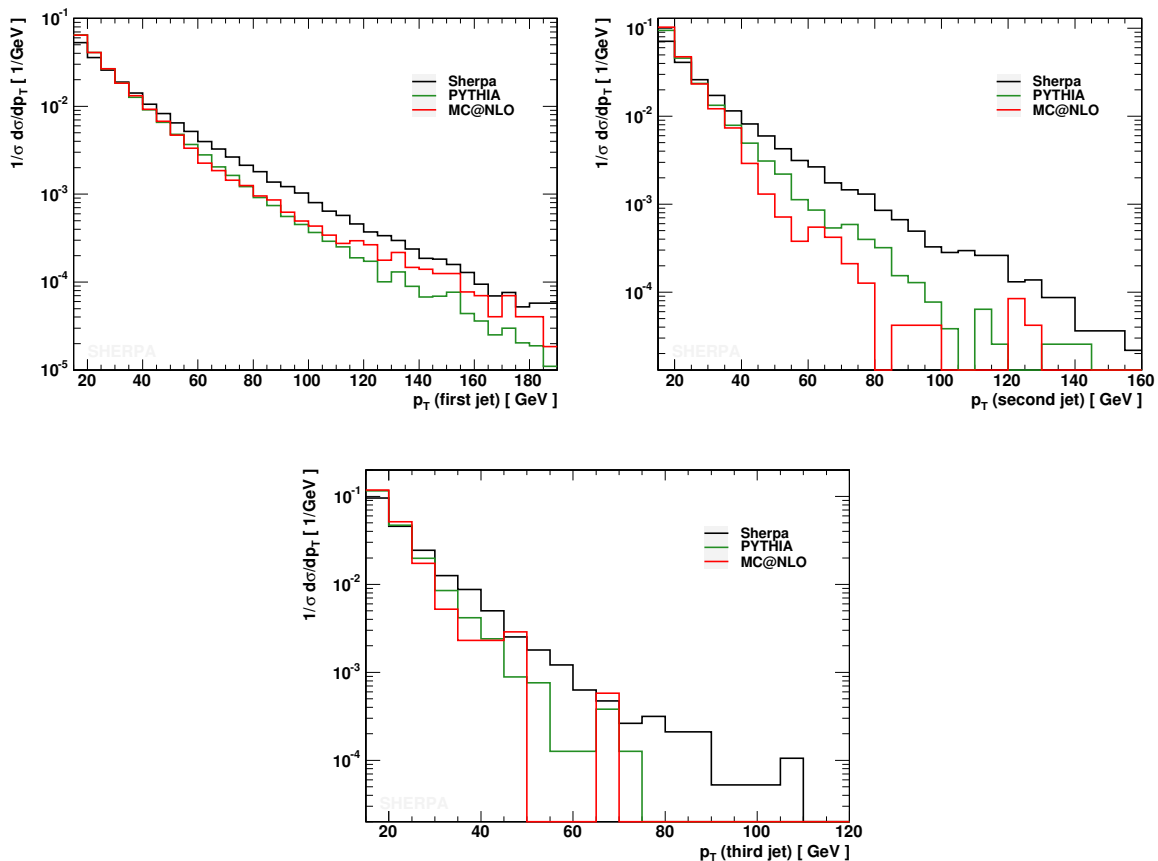 1/σ dσ/dp_T [ 1/GeV ]
10^-1
10^-2
10^-3
10^-4
10^-5
Sherpa
PYTHIA
MC@NLO
SHERPA
20 40 60 80 100 120 140 160 180
p_T (first jet) [ GeV ]
1/σ dσ/dp_T [ 1/GeV ]
10^-1
10^-2
10^-3
10^-4
Sherpa
PYTHIA
MC@NLO
SHERPA
20 40 60 80 100 120 140 160
p_T (second jet) [ GeV ]
1/σ dσ/dp_T [ 1/GeV ]
10^-1
10^-2
10^-3
10^-4
Sherpa
PYTHIA
MC@NLO
SHERPA
20 40 60 80 100 120
p_T (third jet) [ GeV ]